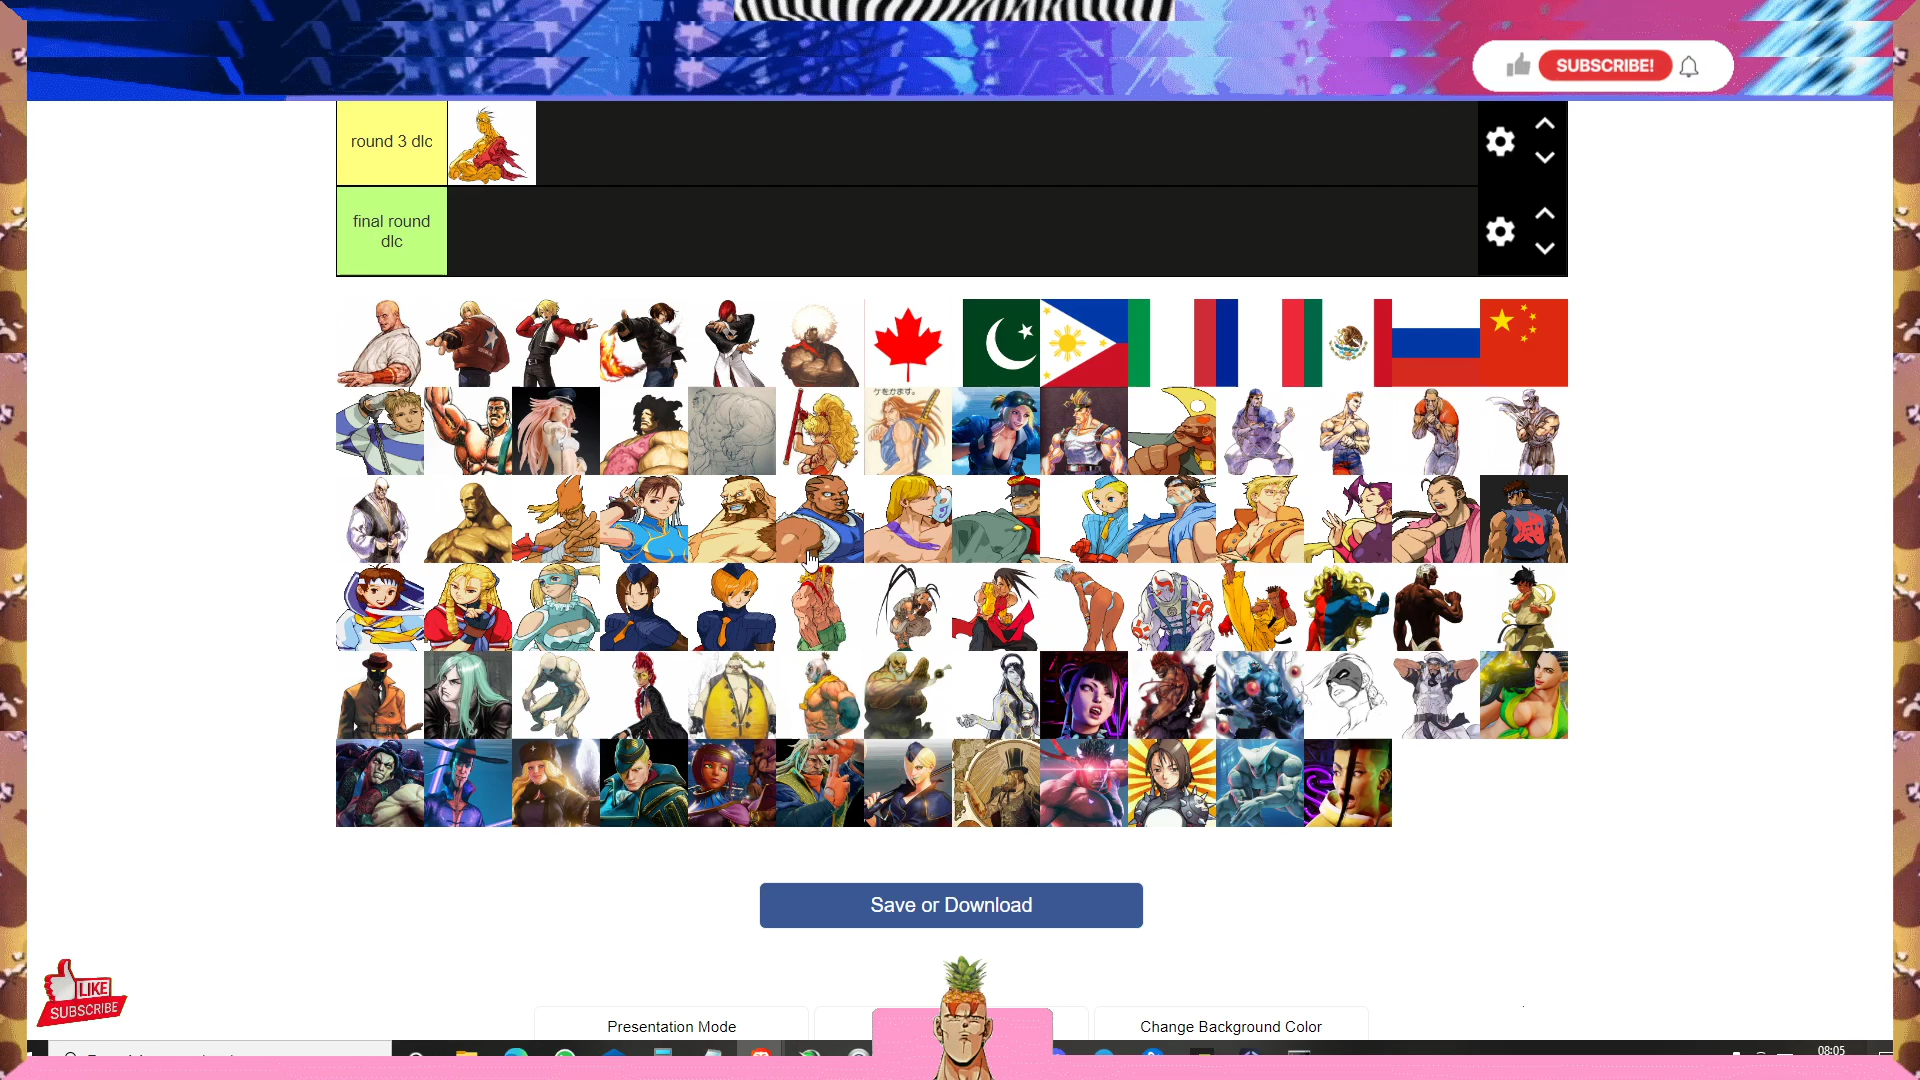 SUBSCRIBE!
round 3 dlc
final round
dlc
ケをかます。
Save or Download
LIKE
SUBSCRIBE
Presentation Mode
Change Background Color
08:05